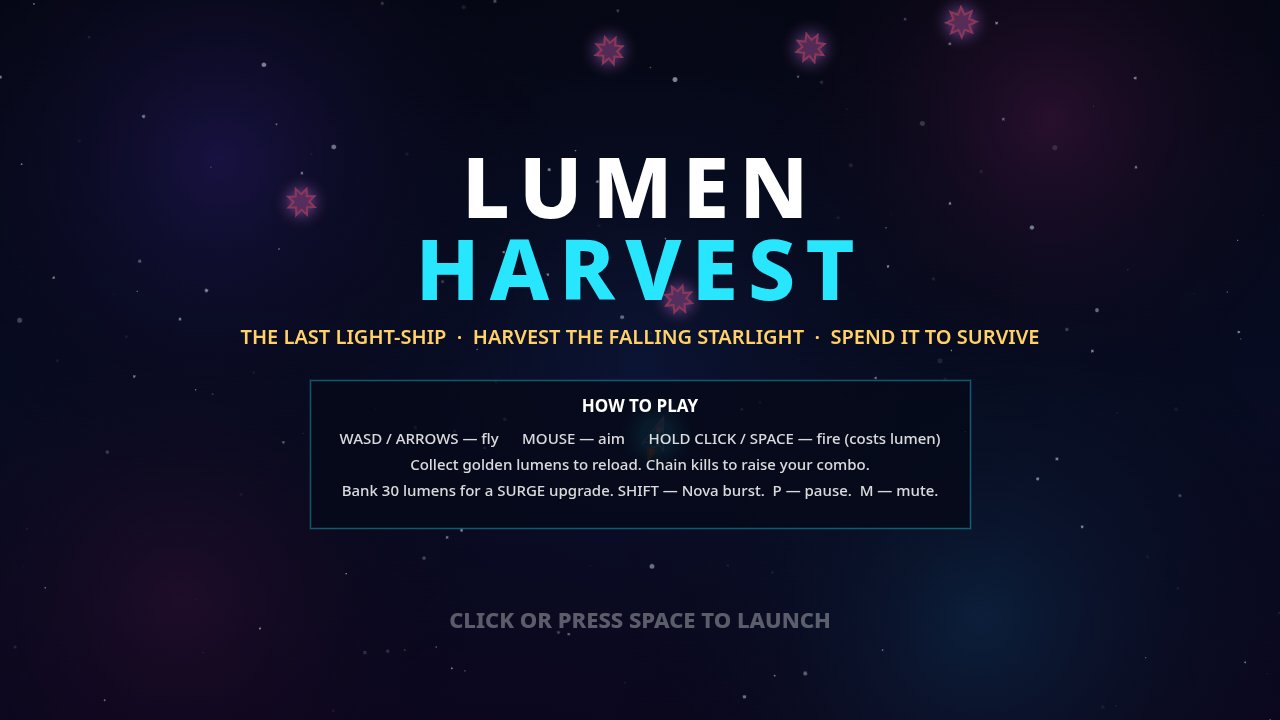 LUMEN
HARVEST
THE LAST LIGHT-SHIP · HARVEST THE FALLING STARLIGHT · SPEND IT TO SURVIVE
HOW TO PLAY
WASD / ARROWS — fly MOUSE — aim HOLD CLICK / SPACE — fire (costs lumen)
Collect golden lumens to reload. Chain kills to raise your combo.
Bank 30 lumens for a SURGE upgrade. SHIFT — Nova burst. P — pause. M — mute.
CLICK OR PRESS SPACE TO LAUNCH